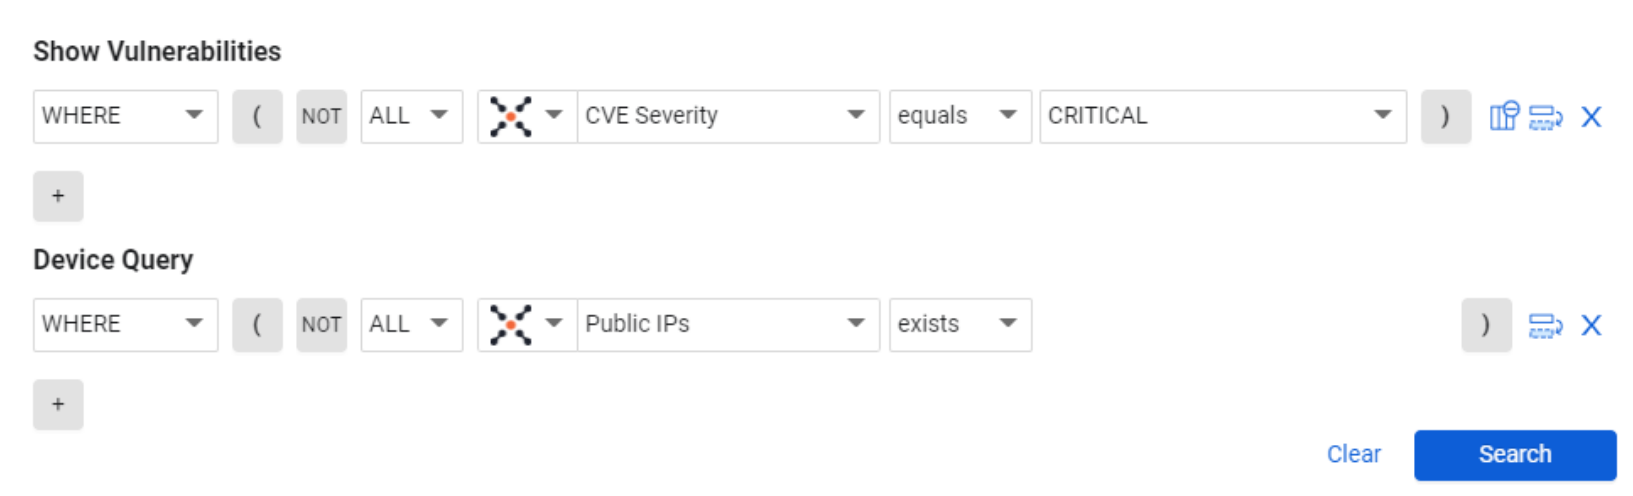 Show Vulnerabilities
WHERE ( NOT ALL CVE Severity equals CRITICAL ) X
+
Device Query
WHERE ( NOT ALL Public IPs exists ) X
+
Clear Search